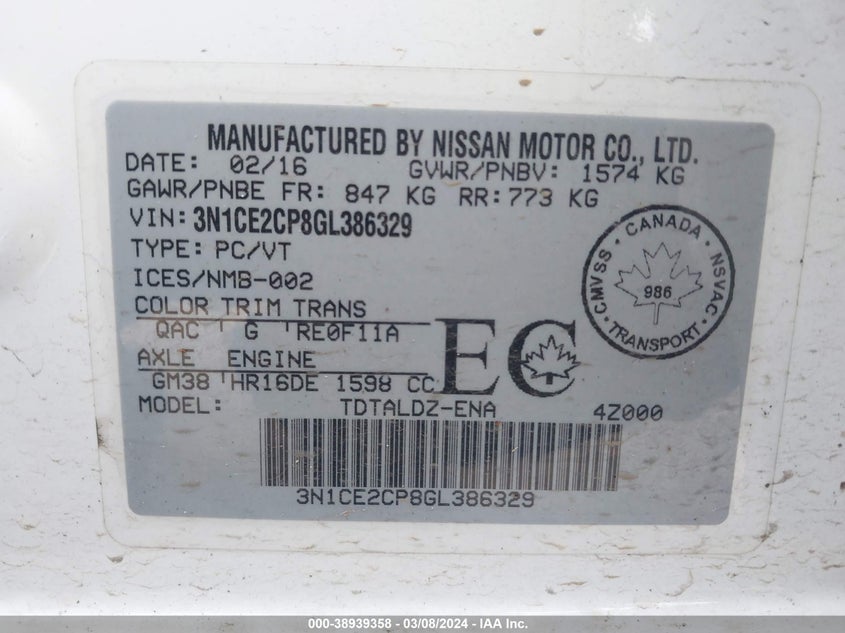 MANUFACTURED BY NISSAN MOTOR CO., LTD.
DATE: 02/16 GVWR/PNBV: 1574 KG
GAWR/PNBE FR: 847 KG RR: 773 KG
VIN: 3N1CE2CP8GL386329
TYPE: PC/VT
ICES/NMB-002
COLOR TRIM TRANS
QAC G RE0F11A
AXLE ENGINE
GM38 HR16DE 1598 CC
EC
CANADA
CMVSS NSVAC
986
TRANSPORT
MODEL: TDTALDZ-ENA 4Z000
3N1CE2CP8GL386329
000-38939358 - 03/08/2024 - IAA Inc.